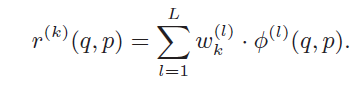 r^{(k)}(q, p) = \sum_{l=1}^{L} w_k^{(l)} \cdot \phi^{(l)}(q, p).